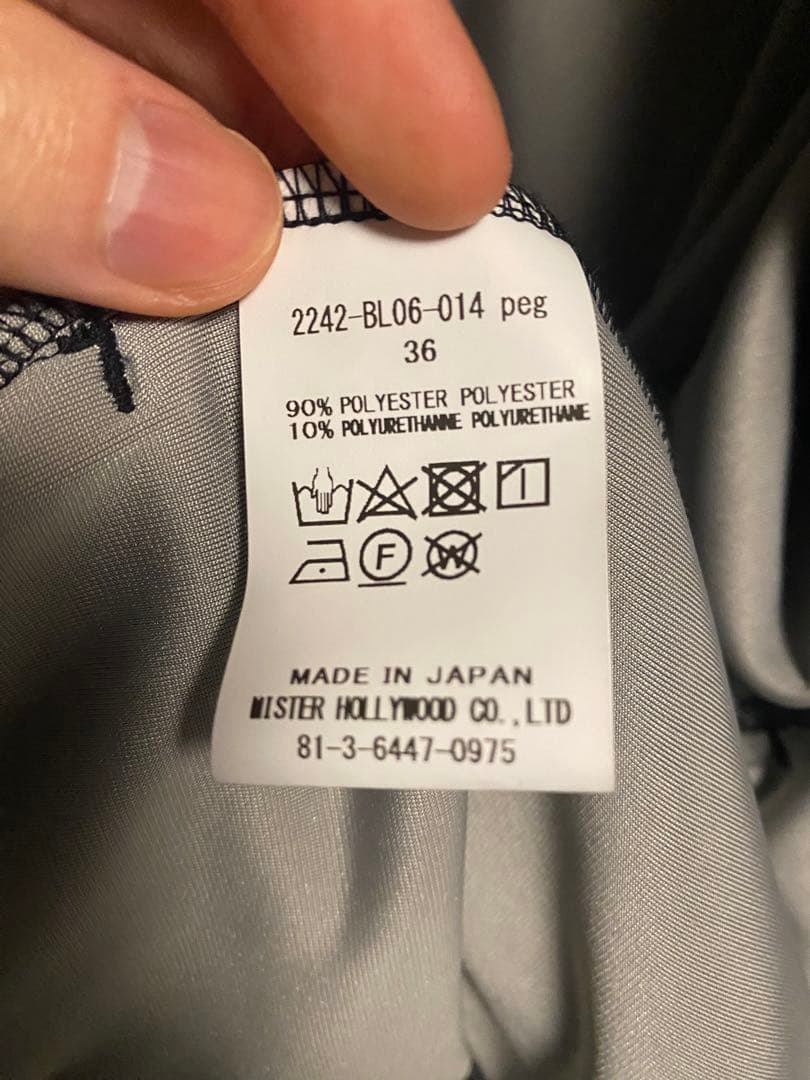 2242-BL06-014 peg
36
90% POLYESTER POLYESTER
10% POLYURETHANNE POLYURETHANE
F
W
MADE IN JAPAN
MISTER HOLLYWOOD CO.,LTD
81-3-6447-0975